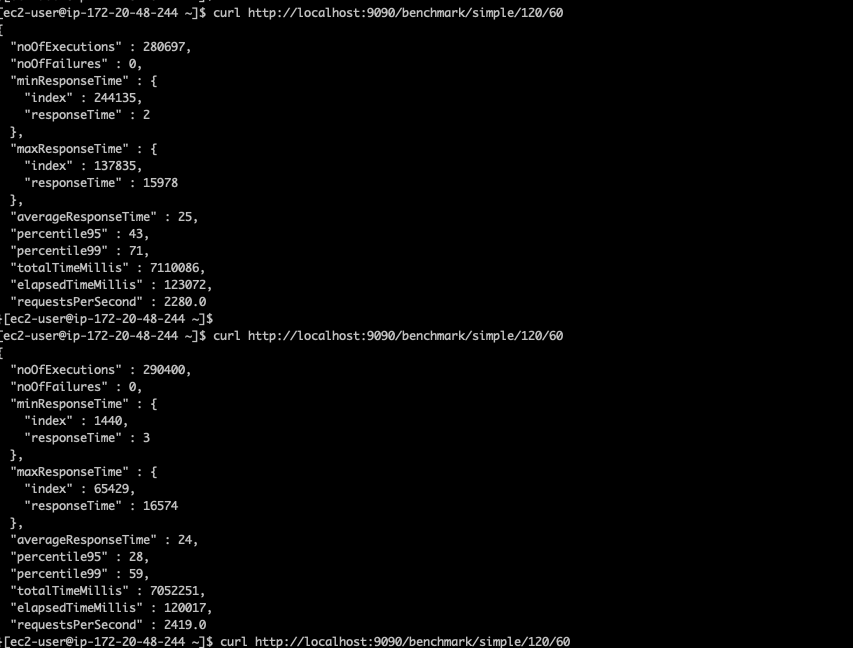 [ec2-user@ip-172-20-48-244 ~]$ curl http://localhost:9090/benchmark/simple/120/60
{
"noOfExecutions" : 280697,
"noOfFailures" : 0,
"minResponseTime" : {
"index" : 244135,
"responseTime" : 2
},
"maxResponseTime" : {
"index" : 137835,
"responseTime" : 15978
},
"averageResponseTime" : 25,
"percentile95" : 43,
"percentile99" : 71,
"totalTimeMillis" : 7110086,
"elapsedTimeMillis" : 123072,
"requestsPerSecond" : 2280.0
}[ec2-user@ip-172-20-48-244 ~]$
[ec2-user@ip-172-20-48-244 ~]$ curl http://localhost:9090/benchmark/simple/120/60
{
"noOfExecutions" : 290400,
"noOfFailures" : 0,
"minResponseTime" : {
"index" : 1440,
"responseTime" : 3
},
"maxResponseTime" : {
"index" : 65429,
"responseTime" : 16574
},
"averageResponseTime" : 24,
"percentile95" : 28,
"percentile99" : 59,
"totalTimeMillis" : 7052251,
"elapsedTimeMillis" : 120017,
"requestsPerSecond" : 2419.0
}[ec2-user@ip-172-20-48-244 ~]$ curl http://localhost:9090/benchmark/simple/120/60